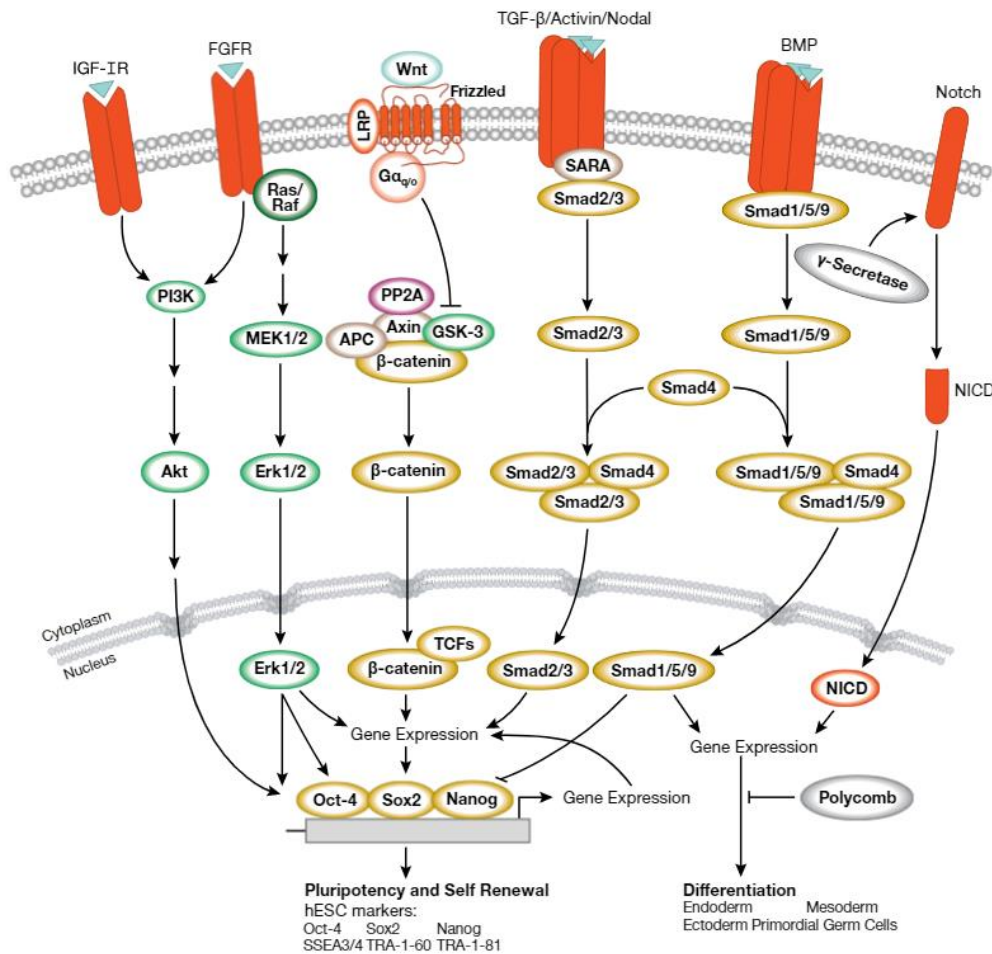 TGF-β/Activin/Nodal
FGFR
BMP
IGF-IR
Wnt
Frizzled
Notch
LRP
SARA
Gαq/o
Ras/
Raf
Smad2/3
Smad1/5/9
γ-Secretase
PI3K
PP2A
MEK1/2
APC
Axin
GSK-3
β-catenin
Smad2/3
Smad1/5/9
Smad4
NICD
Akt
Erk1/2
β-catenin
Smad2/3
Smad4
Smad2/3
Smad1/5/9
Smad4
Smad1/5/9
Cytoplasm
Nucleus
TCFs
Erk1/2
β-catenin
Smad2/3
Smad1/5/9
NICD
Gene Expression
Gene Expression
Oct-4
Sox2
Nanog
Gene Expression
Polycomb
Pluripotency and Self Renewal
hESC markers:
Oct-4 Sox2 Nanog
SSEA3/4 TRA-1-60 TRA-1-81
Differentiation
Endoderm Mesoderm
Ectoderm Primordial Germ Cells